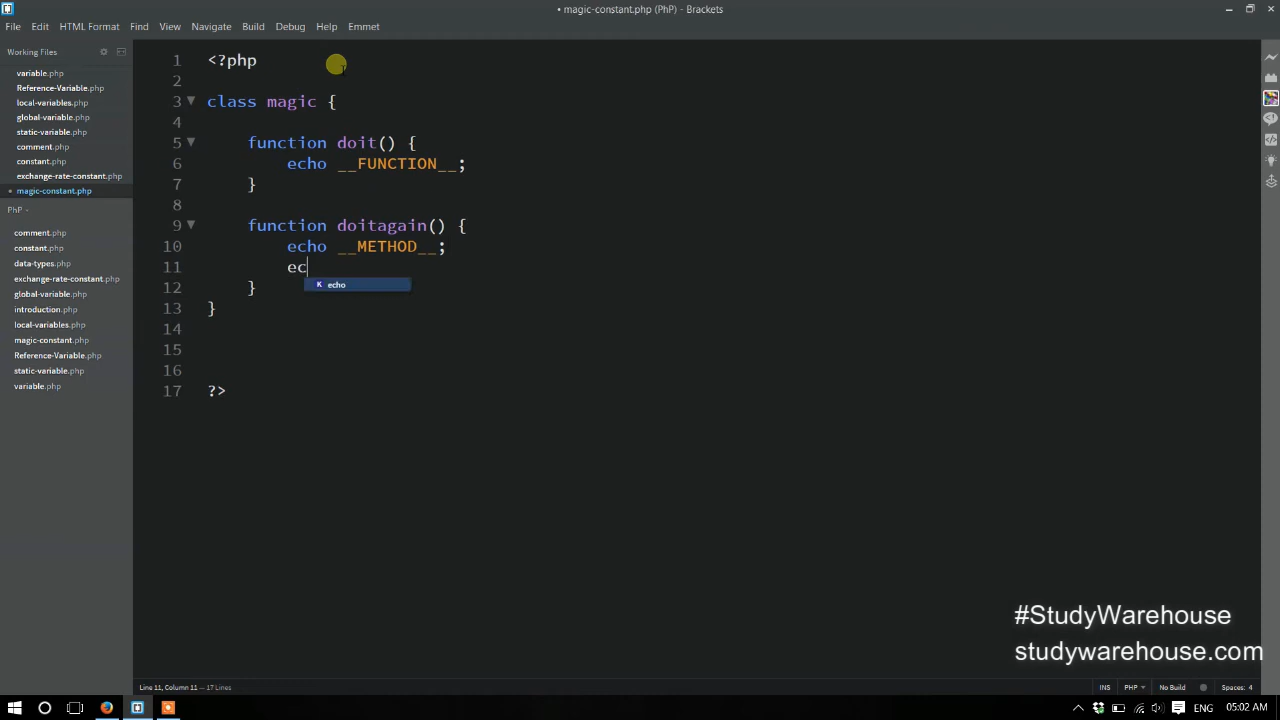 • magic-constant.php (PhP) - Brackets
File Edit HTML Format Find View Navigate Build Debug Help Emmet
Working Files
variable.php
Reference-Variable.php
local-variables.php
global-variable.php
static-variable.php
comment.php
constant.php
exchange-rate-constant.php
• magic-constant.php
PhP
comment.php
constant.php
data-types.php
exchange-rate-constant.php
global-variable.php
introduction.php
local-variables.php
magic-constant.php
Reference-Variable.php
static-variable.php
variable.php
1 <?php
2
3 class magic {
4
5 function doit() {
6 echo __FUNCTION__;
7 }
8
9 function doitagain() {
10 echo __METHOD__;
11 ec
K echo
12 }
13 }
14
15
16
17 ?>
#StudyWarehouse
studywarehouse.com
Line 11, Column 11 — 17 Lines
INS PHP No Build Spaces: 4
ENG 05:02 AM